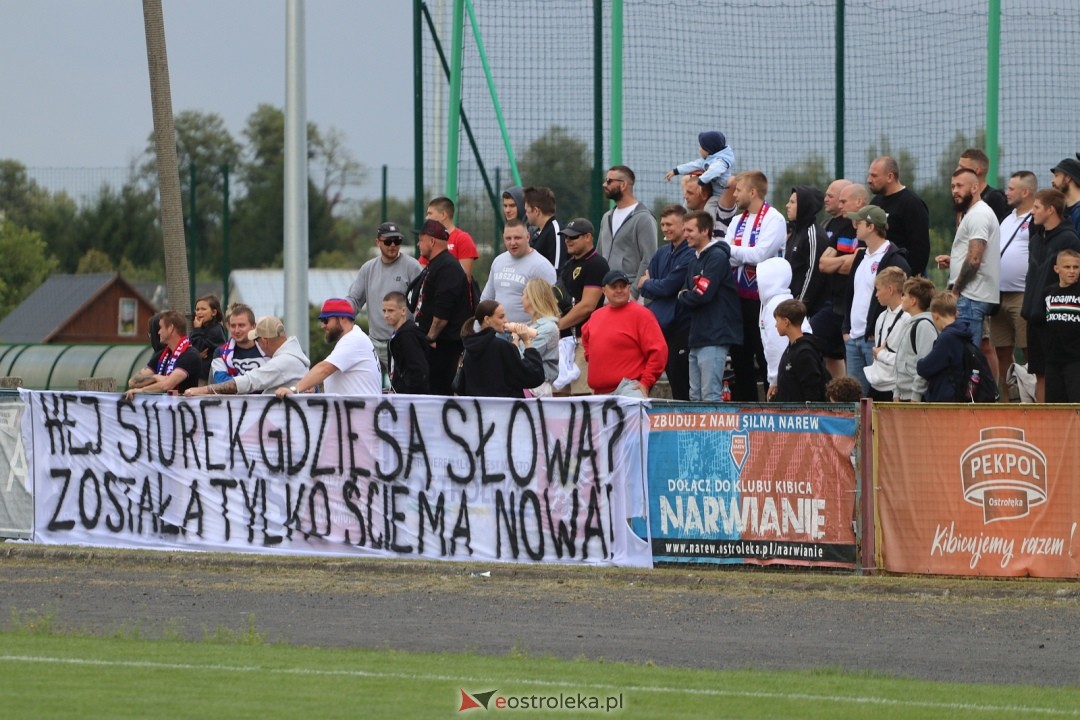 HEJ SIUREK, GDZIE SĄ SŁOWA?
ZOSTAŁA TYLKO ŚCIEMA NOWA!
ZBUDUJ Z NAMI SILNĄ NAREW
DOŁĄCZ DO KLUBU KIBICA
NARWIANIE
www.narew.ostroleka.pl/narwianie
PEKPOL
Ostrołęka
Kibicujemy razem!
eostroleka.pl